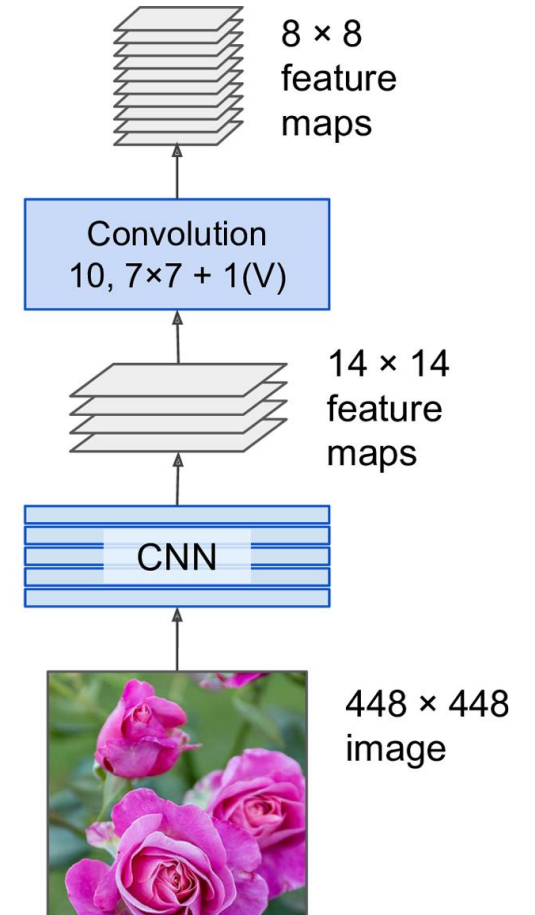 8 × 8
feature
maps
Convolution
10, 7×7 + 1(V)
14 × 14
feature
maps
CNN
448 × 448
image